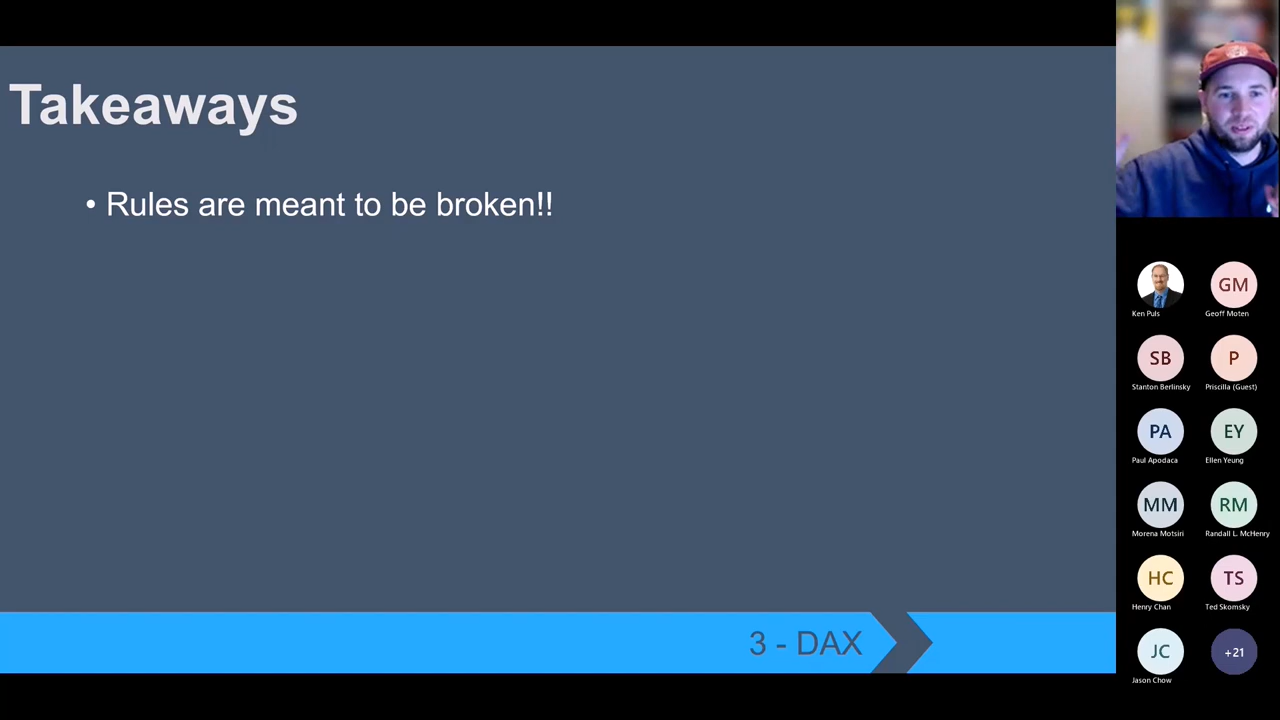 Takeaways
• Rules are meant to be broken!!
3 - DAX
Ken Puls
GM
Geoff Moten
SB
Stanton Berlinsky
P
Priscilla (Guest)
PA
Paul Apodaca
EY
Ellen Yeung
MM
Morena Motsiri
RM
Randall L. McHenry
HC
Henry Chan
TS
Ted Skomsky
JC
Jason Chow
+21